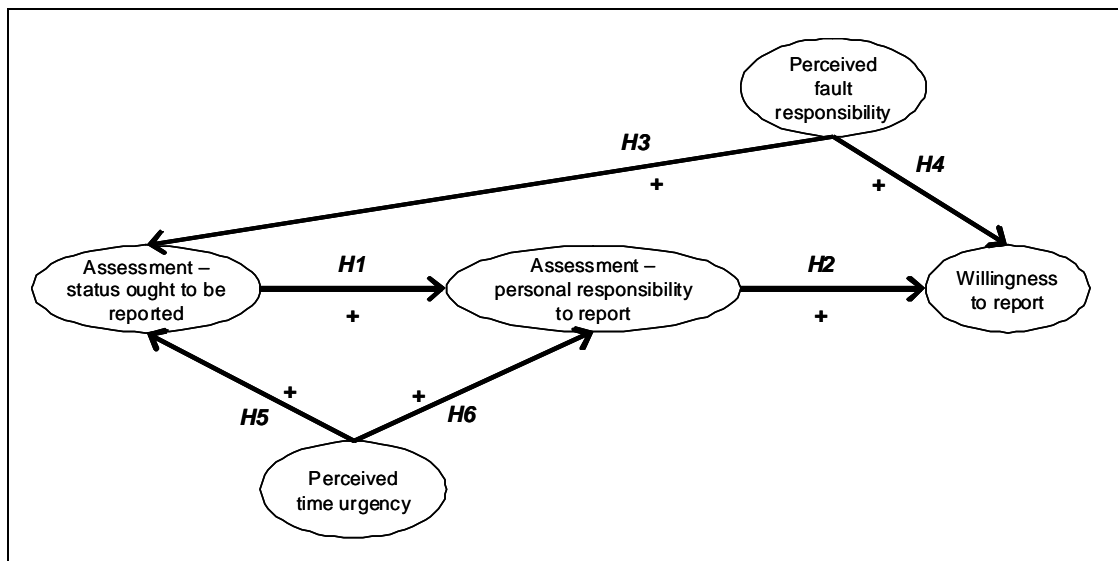 Perceived
fault
responsibility
H3
H4
+
+
Assessment –
status ought to be
reported
H1
+
Assessment –
personal responsibility
to report
H2
+
Willingness
to report
+
+
H5
H6
Perceived
time urgency